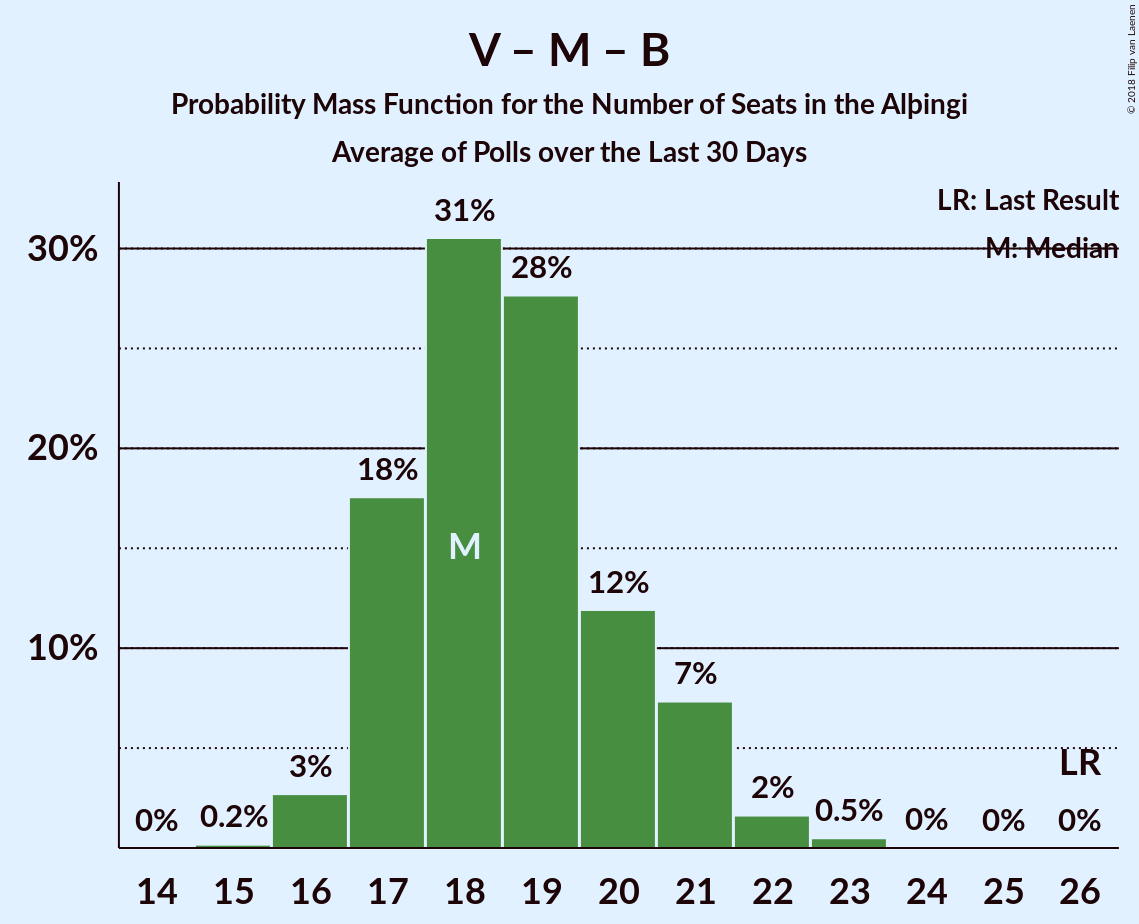 V – M – B
Probability Mass Function for the Number of Seats in the Alþingi
Average of Polls over the Last 30 Days
© 2018 Filip van Laenen
LR: Last Result
M: Median
30%
20%
10%
0%
0.2%
3%
18%
31%
28%
12%
7%
2%
0.5%
0%
0%
0%
M
LR
14 15 16 17 18 19 20 21 22 23 24 25 26